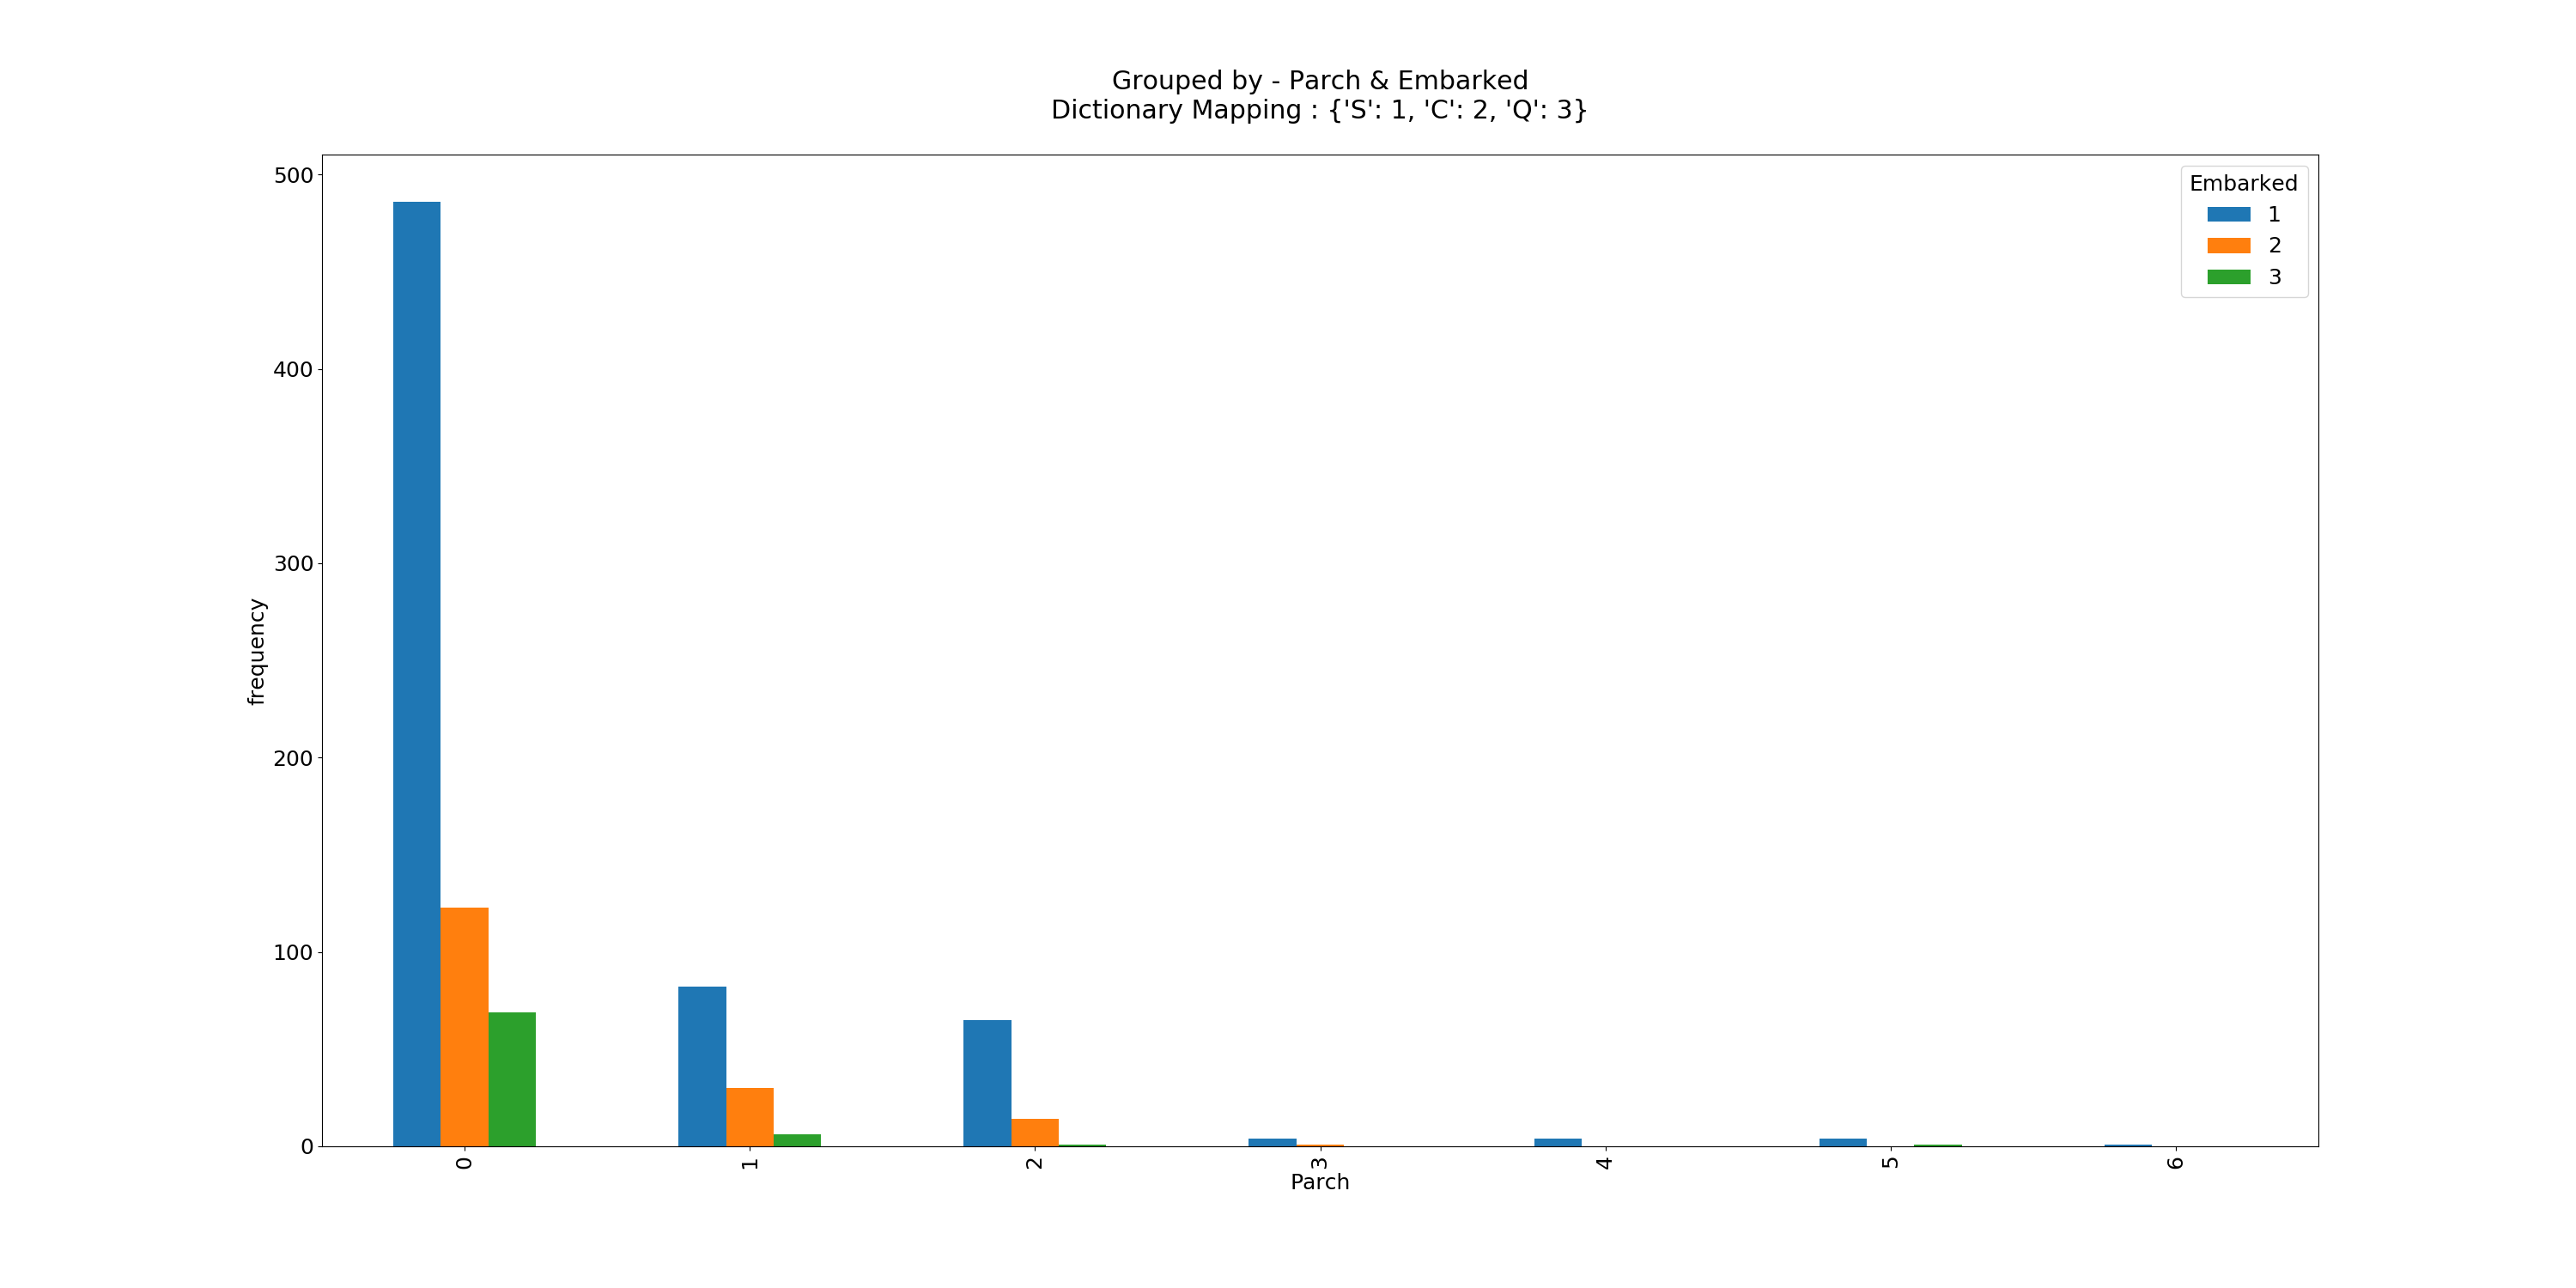 Grouped by - Parch & Embarked
Dictionary Mapping : {'S': 1, 'C': 2, 'Q': 3}
Embarked
1
2
3
500
400
300
200
100
0
frequency
0 1 2 3 4 5 6
Parch